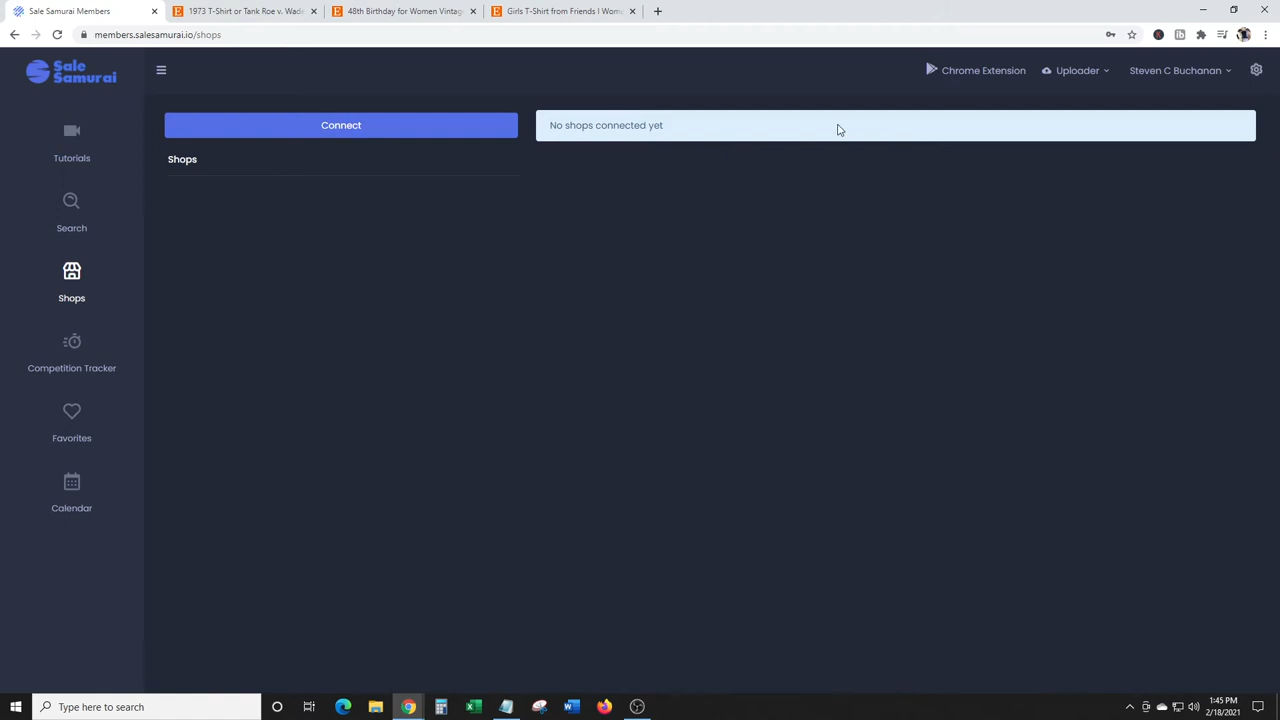 Sale Samurai Members
1973 T-Shirt or Tank Roe v. Wade
48th Birthday for Women Vintage
Girls T-Shirt from Friends I Wome
members.salesamurai.io/shops
Sale
Samurai
Chrome Extension
Uploader
Steven C Buchanan
Connect
No shops connected yet
Shops
Tutorials
Search
Shops
Competition Tracker
Favorites
Calendar
Type here to search
1:45 PM
2/18/2021